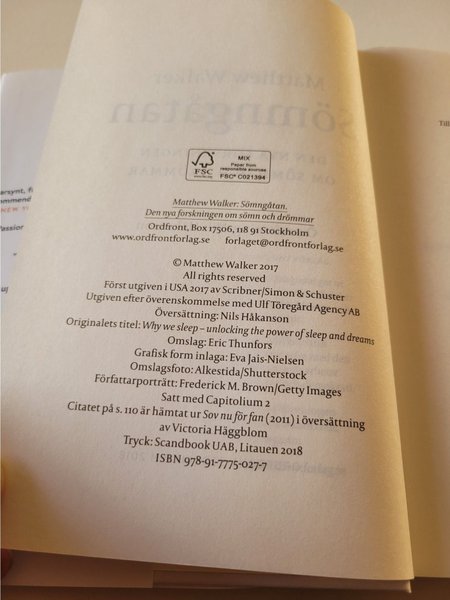 FSC
MIX
Paper from
responsible sources
FSC® C021394
Matthew Walker: Sömngåtan.
Den nya forskningen om sömn och drömmar
Ordfront, Box 17506, 118 91 Stockholm
www.ordfrontforlag.se forlaget@ordfrontforlag.se
© Matthew Walker 2017
All rights reserved
Först utgiven i USA 2017 av Scribner/Simon & Schuster
Utgiven efter överenskommelse med Ulf Töregård Agency AB
Översättning: Nils Håkanson
Originalets titel: Why we sleep – unlocking the power of sleep and dreams
Omslag: Eric Thunfors
Grafisk form inlaga: Eva Jais-Nielsen
Omslagsfoto: Alkestida/Shutterstock
Författarporträtt: Frederick M. Brown/Getty Images
Satt med Capitolium 2
Citatet på s. 110 är hämtat ur Sov nu för fan (2011) i översättning
av Victoria Häggblom
Tryck: Scandbook UAB, Litauen 2018
ISBN 978-91-7775-027-7
Till